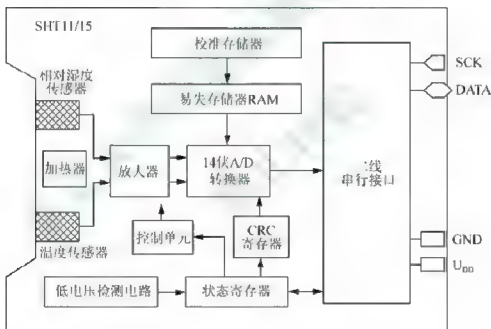 SHT11/15
校准存储器
SCK
相对湿度
传感器
DATA
易失存储器RAM
加热器
放大器
14位A/D
转换器
二线
串行接口
CRC
寄存器
控制单元
GND
温度传感器
U_DD
低电压检测电路
状态寄存器